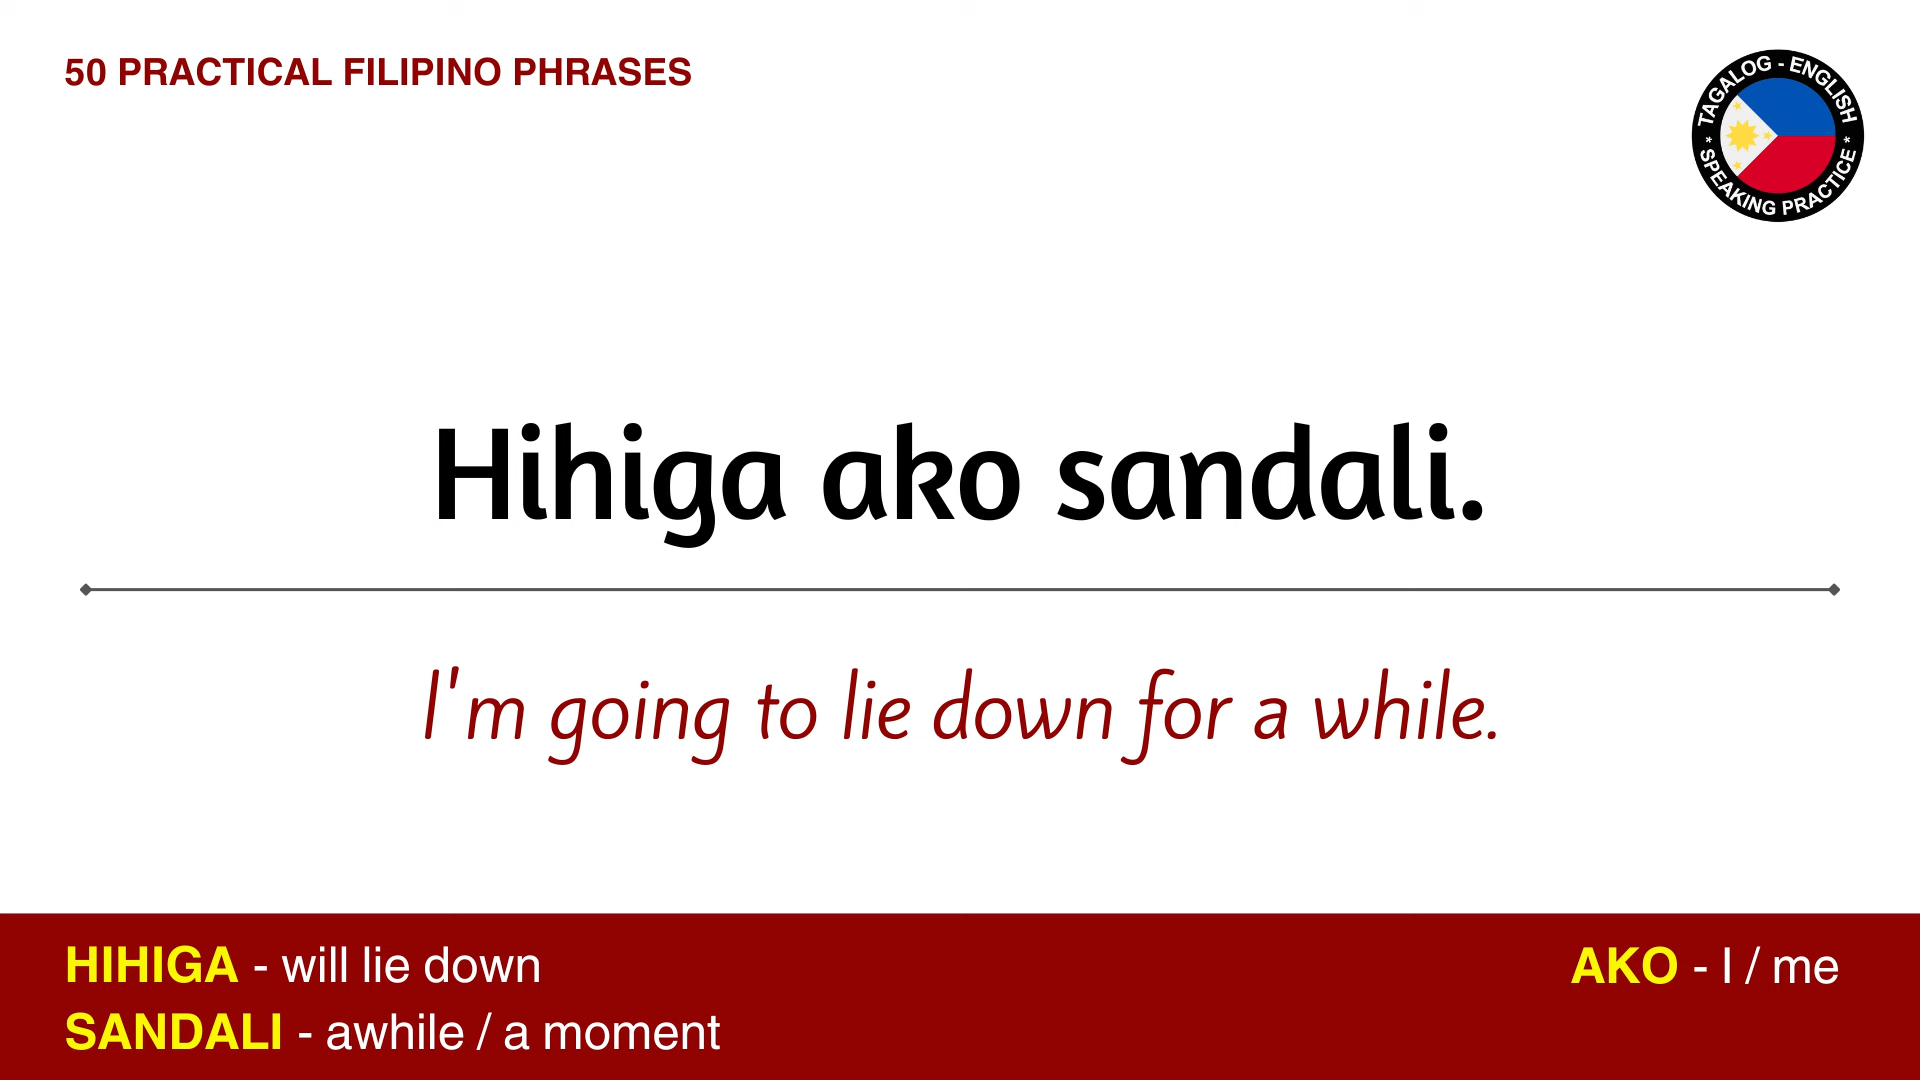 50 PRACTICAL FILIPINO PHRASES
TAGALOG - ENGLISH
* SPEAKING PRACTICE *
Hihiga ako sandali.
I'm going to lie down for a while.
HIHIGA - will lie down
AKO - I / me
SANDALI - awhile / a moment